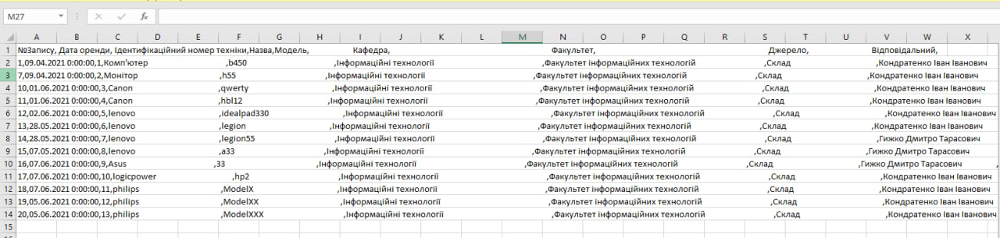 M27
fx
A B C D E F G H I J K L M N O P Q R S T U V W X
1 №Запису, Дата оренди, Ідентифікаційний номер техніки,Назва,Модель, Кафедра, Факультет, Джерело, Відповідальний,
2 1,09.04.2021 0:00:00,1,Комп'ютер ,b450 ,Інформаційні технології ,Факультет інформаційних технологій ,Склад ,Кондратенко Іван Іванович
3 7,09.04.2021 0:00:00,2,Монітор ,h55 ,Інформаційні технології ,Факультет інформаційних технологій ,Склад ,Кондратенко Іван Іванович
4 10,01.06.2021 0:00:00,3,Canon ,qwerty ,Інформаційні технології ,Факультет інформаційних технологій ,Склад ,Кондратенко Іван Іванович
5 11,01.06.2021 0:00:00,4,Canon ,hbl12 ,Інформаційні технології ,Факультет інформаційних технологій ,Склад ,Кондратенко Іван Іванович
6 12,02.06.2021 0:00:00,5,lenovo ,idealpad330 ,Інформаційні технології ,Факультет інформаційних технологій ,Склад ,Кондратенко Іван Іванович
7 13,28.05.2021 0:00:00,6,lenovo ,legion ,Інформаційні технології ,Факультет інформаційних технологій ,Склад ,Кондратенко Іван Іванович
8 14,28.05.2021 0:00:00,7,lenovo ,legion55 ,Інформаційні технології ,Факультет інформаційних технологій ,Склад ,Гижко Дмитро Тарасович
9 15,07.05.2021 0:00:00,8,lenovo ,a33 ,Інформаційні технології ,Факультет інформаційних технологій ,Склад ,Гижко Дмитро Тарасович
10 16,07.06.2021 0:00:00,9,Asus ,33 ,Інформаційні технології ,Факультет інформаційних технологій ,Склад ,Гижко Дмитро Тарасович ,
11 17,07.06.2021 0:00:00,10,logicpower ,hp2 ,Інформаційні технології ,Факультет інформаційних технологій ,Склад ,Кондратенко Іван Іванович
12 18,07.06.2021 0:00:00,11,philips ,ModelX ,Інформаційні технології ,Факультет інформаційних технологій ,Склад ,Кондратенко Іван Іванович
13 19,05.06.2021 0:00:00,12,philips ,ModelXX ,Інформаційні технології ,Факультет інформаційних технологій ,Склад ,Кондратенко Іван Іванович
14 20,05.06.2021 0:00:00,13,philips ,ModelXXX ,Інформаційні технології ,Факультет інформаційних технологій ,Склад ,Кондратенко Іван Іванович
15